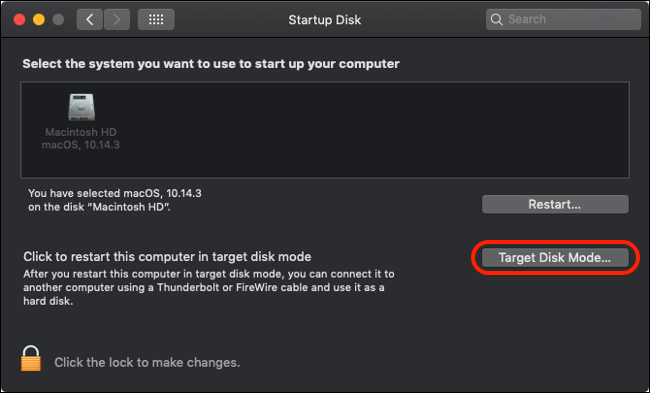 Startup Disk
Search
Select the system you want to use to start up your computer
Macintosh HD
macOS, 10.14.3
You have selected macOS, 10.14.3
on the disk “Macintosh HD”.
Restart...
Click to restart this computer in target disk mode
Target Disk Mode...
After you restart this computer in target disk mode, you can connect it to
another computer using a Thunderbolt or FireWire cable and use it as a
hard disk.
Click the lock to make changes.